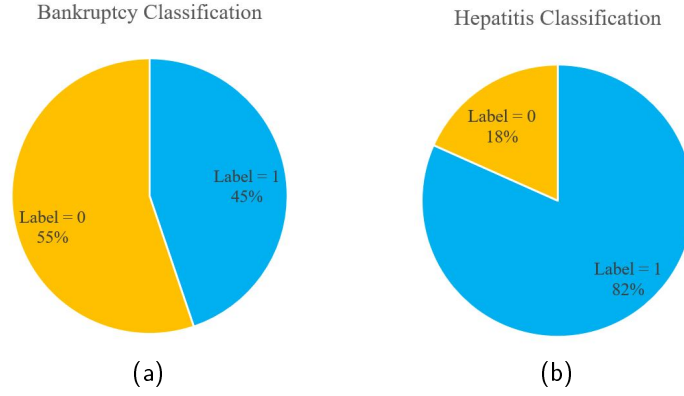 Bankruptcy Classification
Label = 1
45%
Label = 0
55%
(a)
Hepatitis Classification
Label = 0
18%
Label = 1
82%
(b)